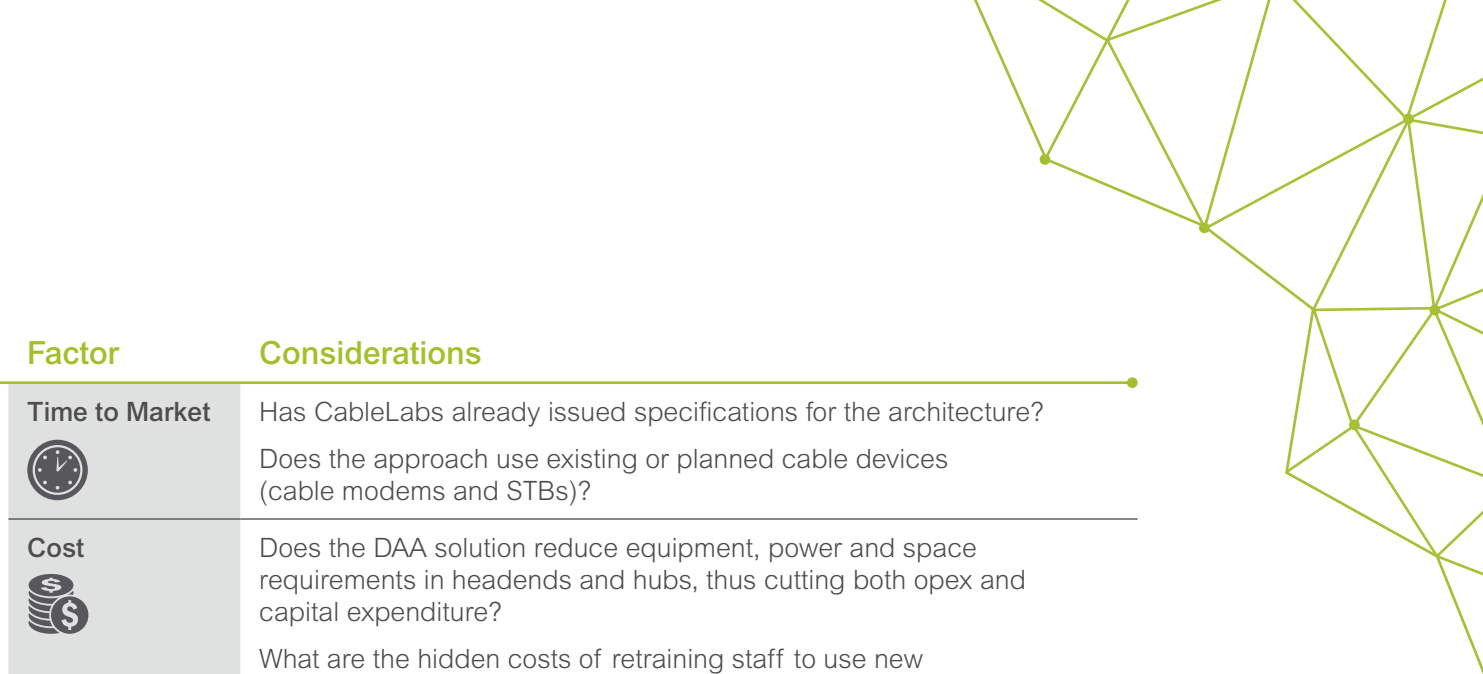 Factor Considerations
Time to Market Has CableLabs already issued specifications for the architecture?
Does the approach use existing or planned cable devices
(cable modems and STBs)?
Cost Does the DAA solution reduce equipment, power and space
requirements in headends and hubs, thus cutting both opex and
capital expenditure?
What are the hidden costs of retraining staff to use new